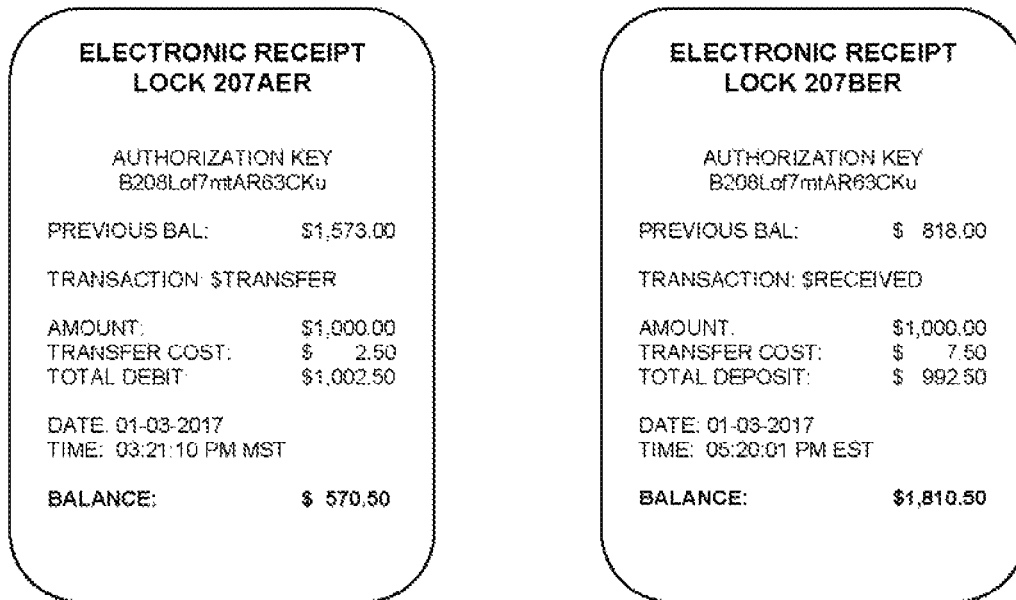 ELECTRONIC RECEIPT
LOCK 207AER
AUTHORIZATION KEY
B208Lof7mtAR63CKu
PREVIOUS BAL: $1,573.00
TRANSACTION: $TRANSFER
AMOUNT: $1,000.00
TRANSFER COST: $ 2.50
TOTAL DEBIT: $1,002.50
DATE: 01-03-2017
TIME: 03:21:10 PM MST
BALANCE: $ 570.50
ELECTRONIC RECEIPT
LOCK 207BER
AUTHORIZATION KEY
B208Lof7mtAR63CKu
PREVIOUS BAL: $ 818.00
TRANSACTION: $RECEIVED
AMOUNT: $1,000.00
TRANSFER COST: $ 7.50
TOTAL DEPOSIT: $ 992.50
DATE: 01-03-2017
TIME: 05:20:01 PM EST
BALANCE: $1,810.50